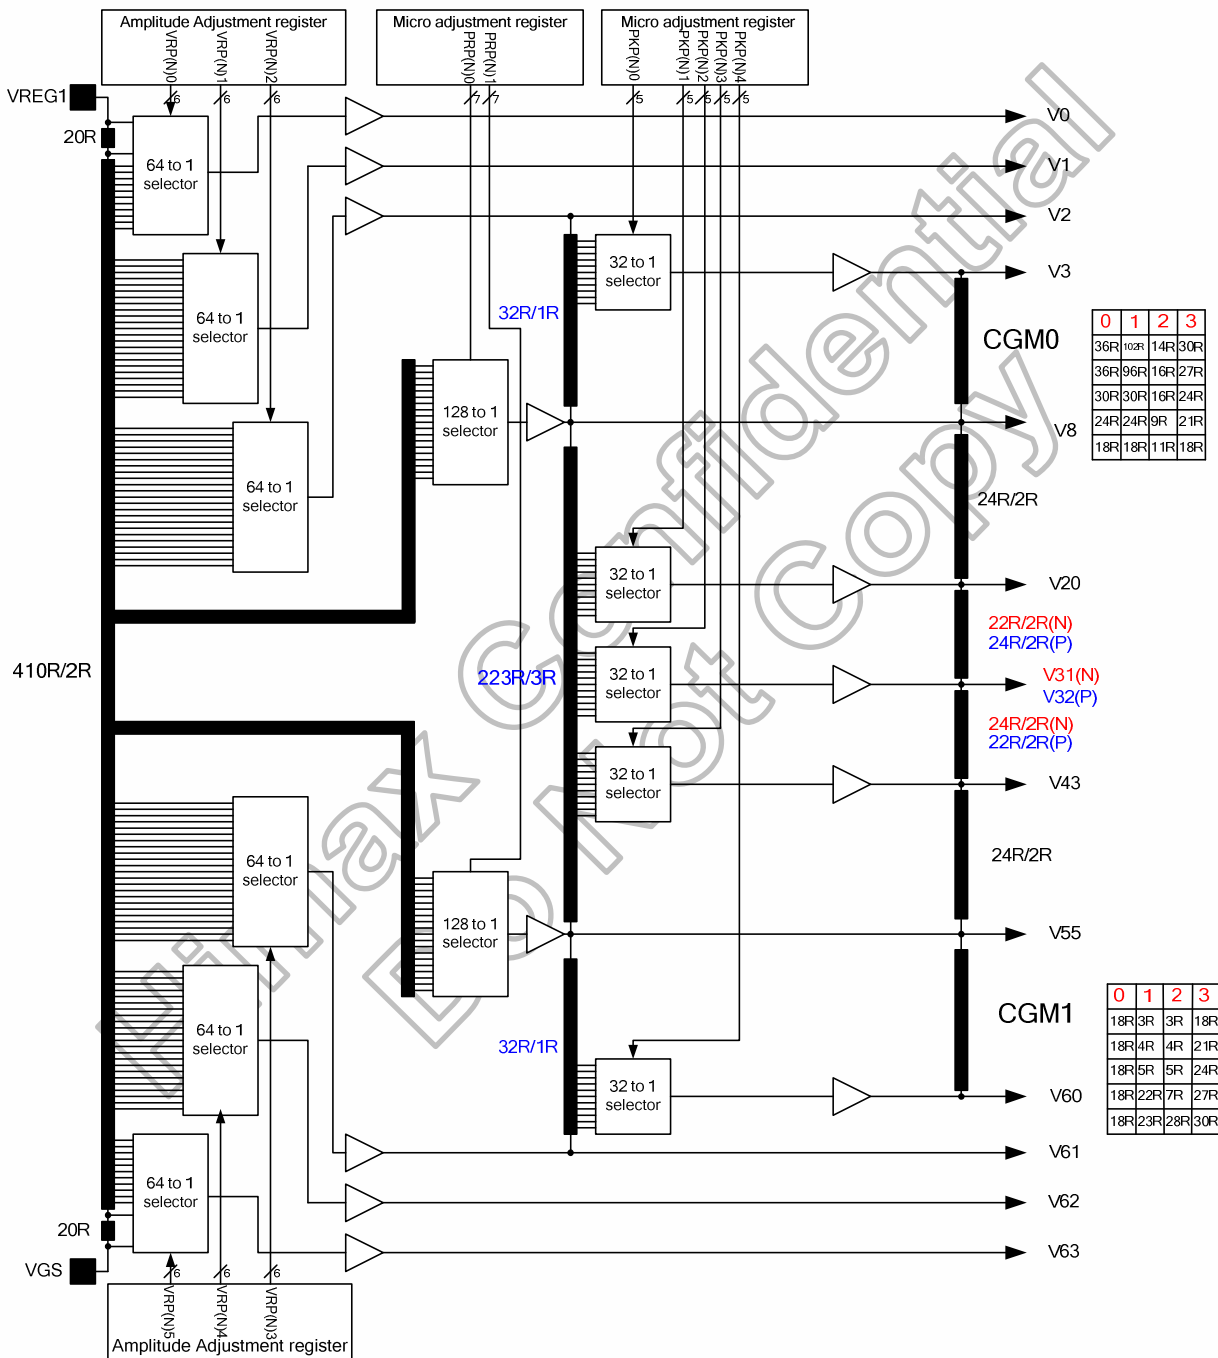 Amplitude Adjustment register
Micro adjustment register
Micro adjustment register
VRP(N)0
VRP(N)1
VRP(N)2
PRP(N)0
PRP(N)1
PKP(N)0
PKP(N)1
PKP(N)2
PKP(N)3
PKP(N)4
6
6
6
7
7
5
5
5
5
5
VREG1
20R
64 to 1
selector
V0
V1
V2
64 to 1
selector
32 to 1
selector
V3
32R/1R
CGM0
0 1 2 3
36R 102R 14R 30R
36R 96R 16R 27R
30R 30R 16R 24R
24R 24R 9R 21R
18R 18R 11R 18R
128 to 1
selector
V8
64 to 1
selector
24R/2R
32 to 1
selector
V20
22R/2R(N)
24R/2R(P)
410R/2R
223R/3R
32 to 1
selector
V31(N)
V32(P)
24R/2R(N)
22R/2R(P)
32 to 1
selector
V43
64 to 1
selector
24R/2R
128 to 1
selector
V55
64 to 1
selector
32R/1R
CGM1
0 1 2 3
18R 3R 3R 18R
18R 4R 4R 21R
18R 5R 5R 24R
18R 22R 7R 27R
18R 23R 28R 30R
32 to 1
selector
V60
64 to 1
selector
V61
V62
20R
V63
VGS
6
6
6
VRP(N)5
VRP(N)4
VRP(N)3
Amplitude Adjustment register
Himax Confidential
Do Not Copy